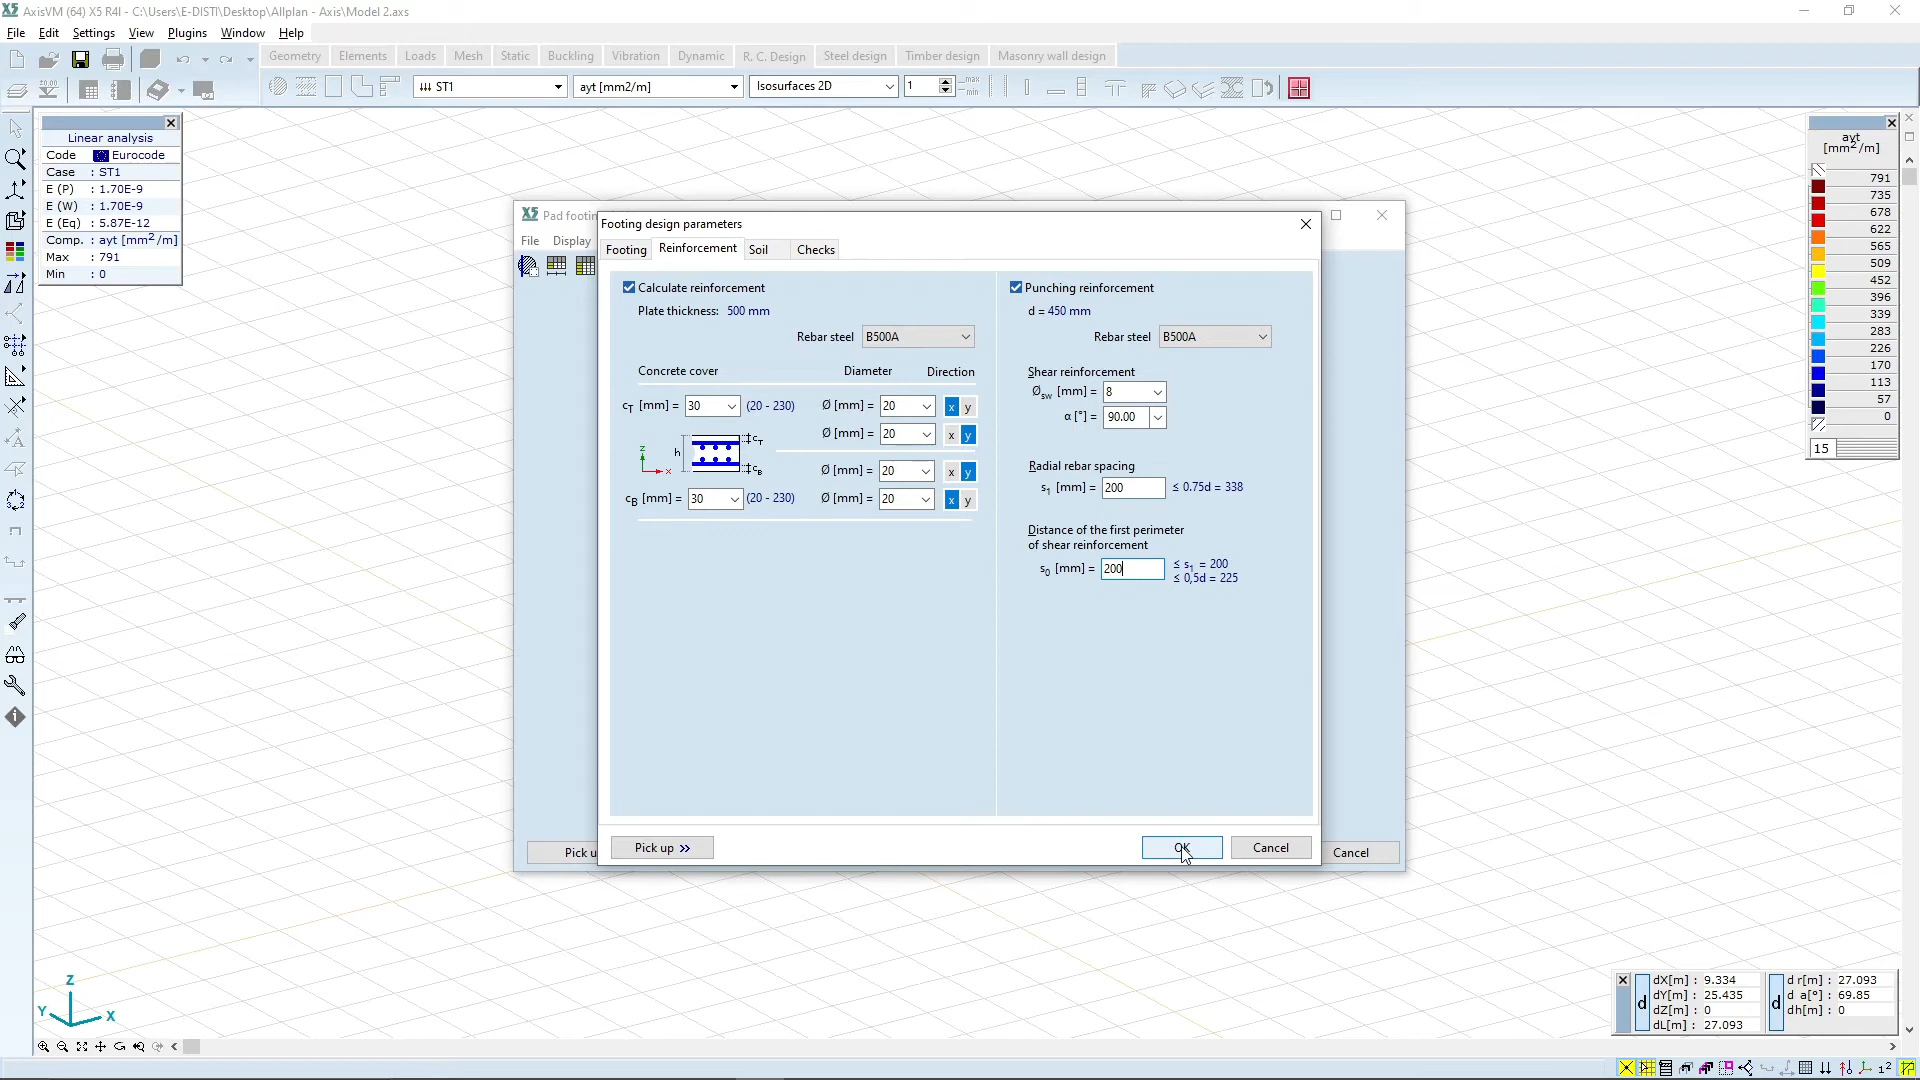 AxisVM (64) X5 R4I - C:\Users\E-DISTI\Desktop\Allplan - Axis\Model 2.axs
File Edit Settings View Plugins Window Help
Geometry Elements Loads Mesh Static Buckling Vibration Dynamic R. C. Design Steel design Timber design Masonry wall design
ST1 ayt [mm2/m] Isosurfaces 2D 1 max min
Linear analysis
Code Eurocode
Case : ST1
E (P) : 1.70E-9
E (W) : 1.70E-9
E (Eq) : 5.87E-12
Comp. : ayt [mm²/m]
Max : 791
Min : 0
Pad footin
File Display
Footing design parameters
Footing Reinforcement Soil Checks
Calculate reinforcement
Plate thickness: 500 mm
Rebar steel B500A
Concrete cover Diameter Direction
cT [mm] = 30 (20 - 230) Ø [mm] = 20 x y
Ø [mm] = 20 x y
z h cT x cB
Ø [mm] = 20 x y
cB [mm] = 30 (20 - 230) Ø [mm] = 20 x y
Punching reinforcement
d = 450 mm
Rebar steel B500A
Shear reinforcement
Øsw [mm] = 8
α [°] = 90.00
Radial rebar spacing
s1 [mm] = 200 ≤ 0.75d = 338
Distance of the first perimeter
of shear reinforcement
s0 [mm] = 200 ≤ s1 = 200
≤ 0,5d = 225
Pick up >> OK Cancel
Pick u Cancel
ayt
[mm²/m]
791
735
678
622
565
509
452
396
339
283
226
170
113
57
0
15
Z
Y X
d dX[m] : 9.334
dY[m] : 25.435
dZ[m] : 0
dL[m] : 27.093
d d r[m] : 27.093
d a[°] : 69.85
dh[m] : 0